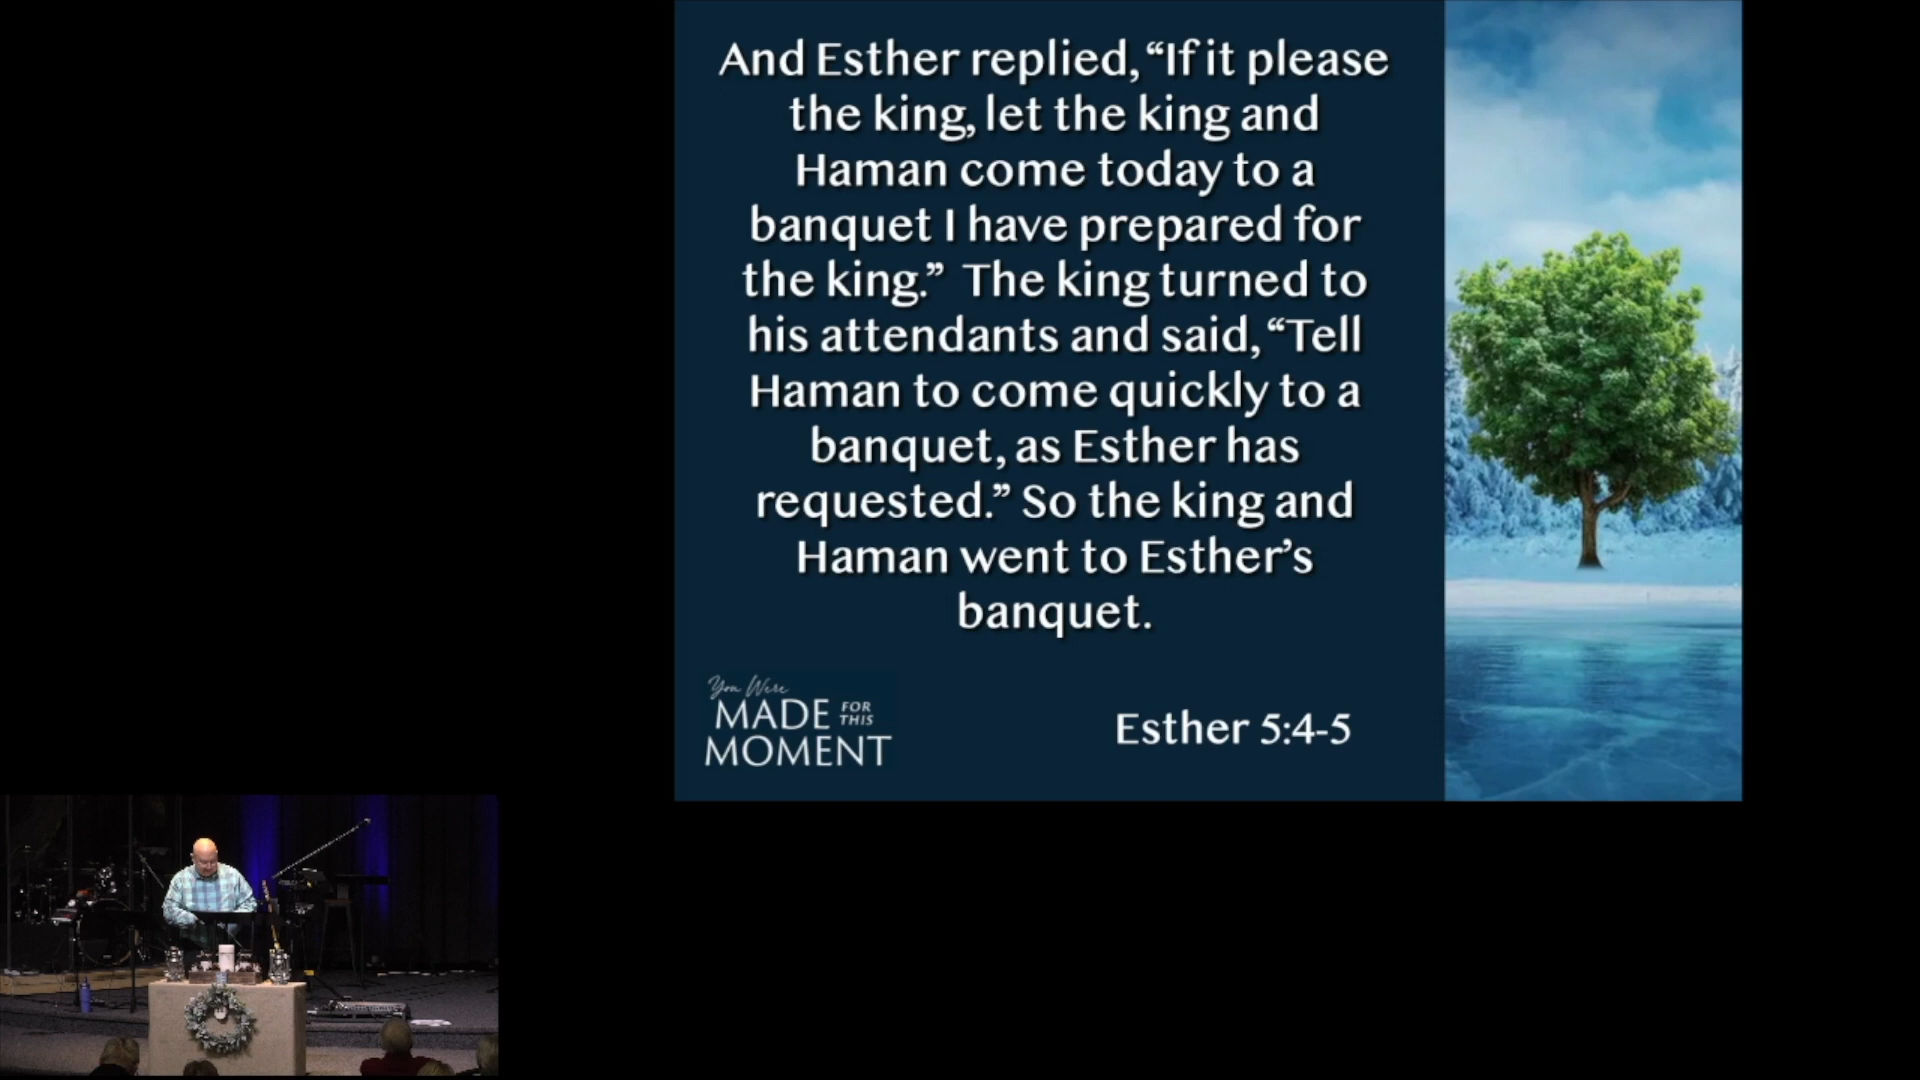 And Esther replied, “If it please
the king, let the king and
Haman come today to a
banquet I have prepared for
the king.”  The king turned to
his attendants and said, “Tell
Haman to come quickly to a
banquet, as Esther has
requested.” So the king and
Haman went to Esther’s
banquet.
You Were
MADE FOR THIS
MOMENT
Esther 5:4-5